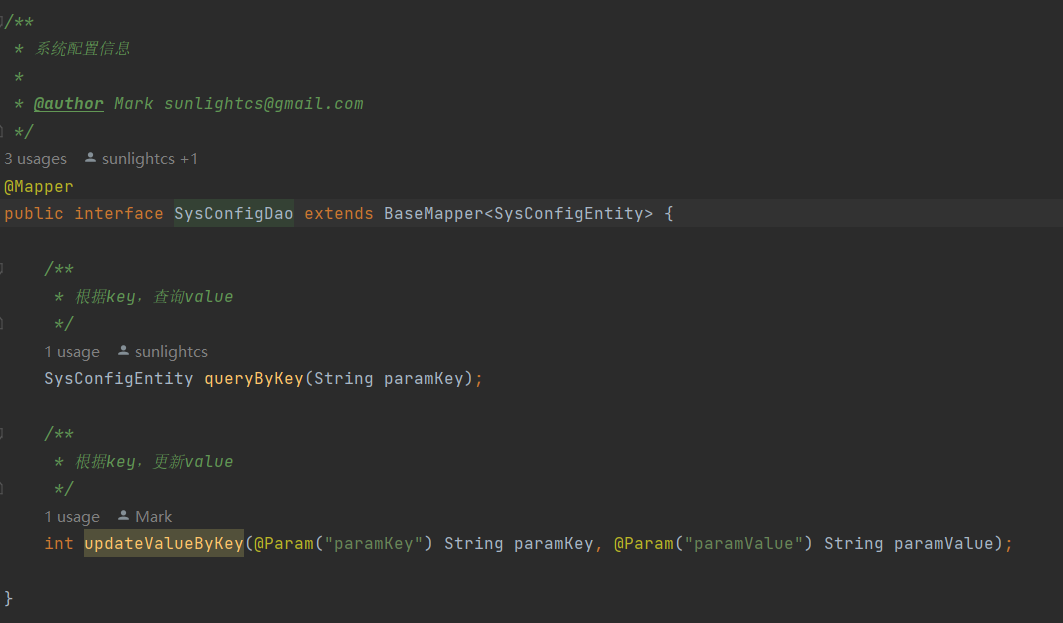 /**
 * 系统配置信息
 *
 * @author Mark sunlightcs@gmail.com
 */
3 usages sunlightcs +1
@Mapper
public interface SysConfigDao extends BaseMapper<SysConfigEntity> {
/**
 * 根据key，查询value
 */
1 usage sunlightcs
SysConfigEntity queryByKey(String paramKey);
/**
 * 根据key，更新value
 */
1 usage Mark
int updateValueByKey(@Param("paramKey") String paramKey, @Param("paramValue") String paramValue);
}